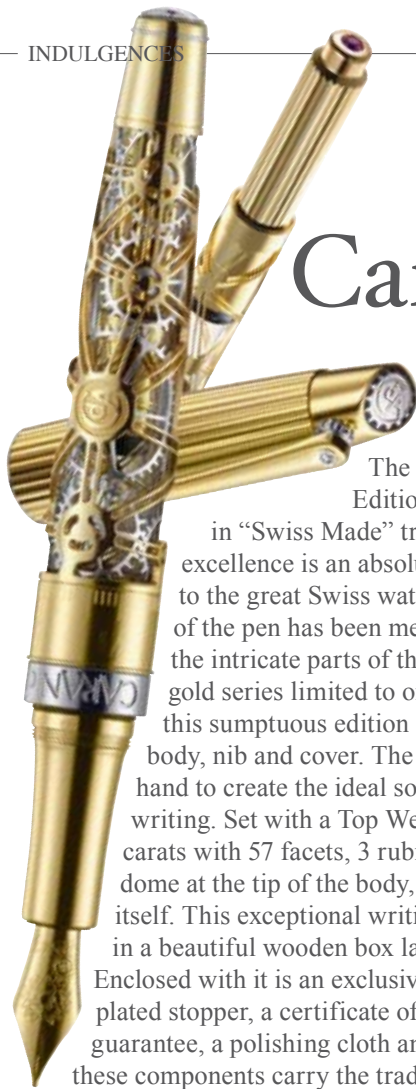 INDULGENCES
Car
The
Edition
in “Swiss Made” tr
excellence is an absolu
to the great Swiss wat
of the pen has been me
the intricate parts of th
gold series limited to o
this sumptuous edition
body, nib and cover. The
hand to create the ideal so
writing. Set with a Top We
carats with 57 facets, 3 rub
dome at the tip of the body,
itself. This exceptional writi
in a beautiful wooden box la
Enclosed with it is an exclusiv
plated stopper, a certificate of
guarantee, a polishing cloth an
these components carry the trad